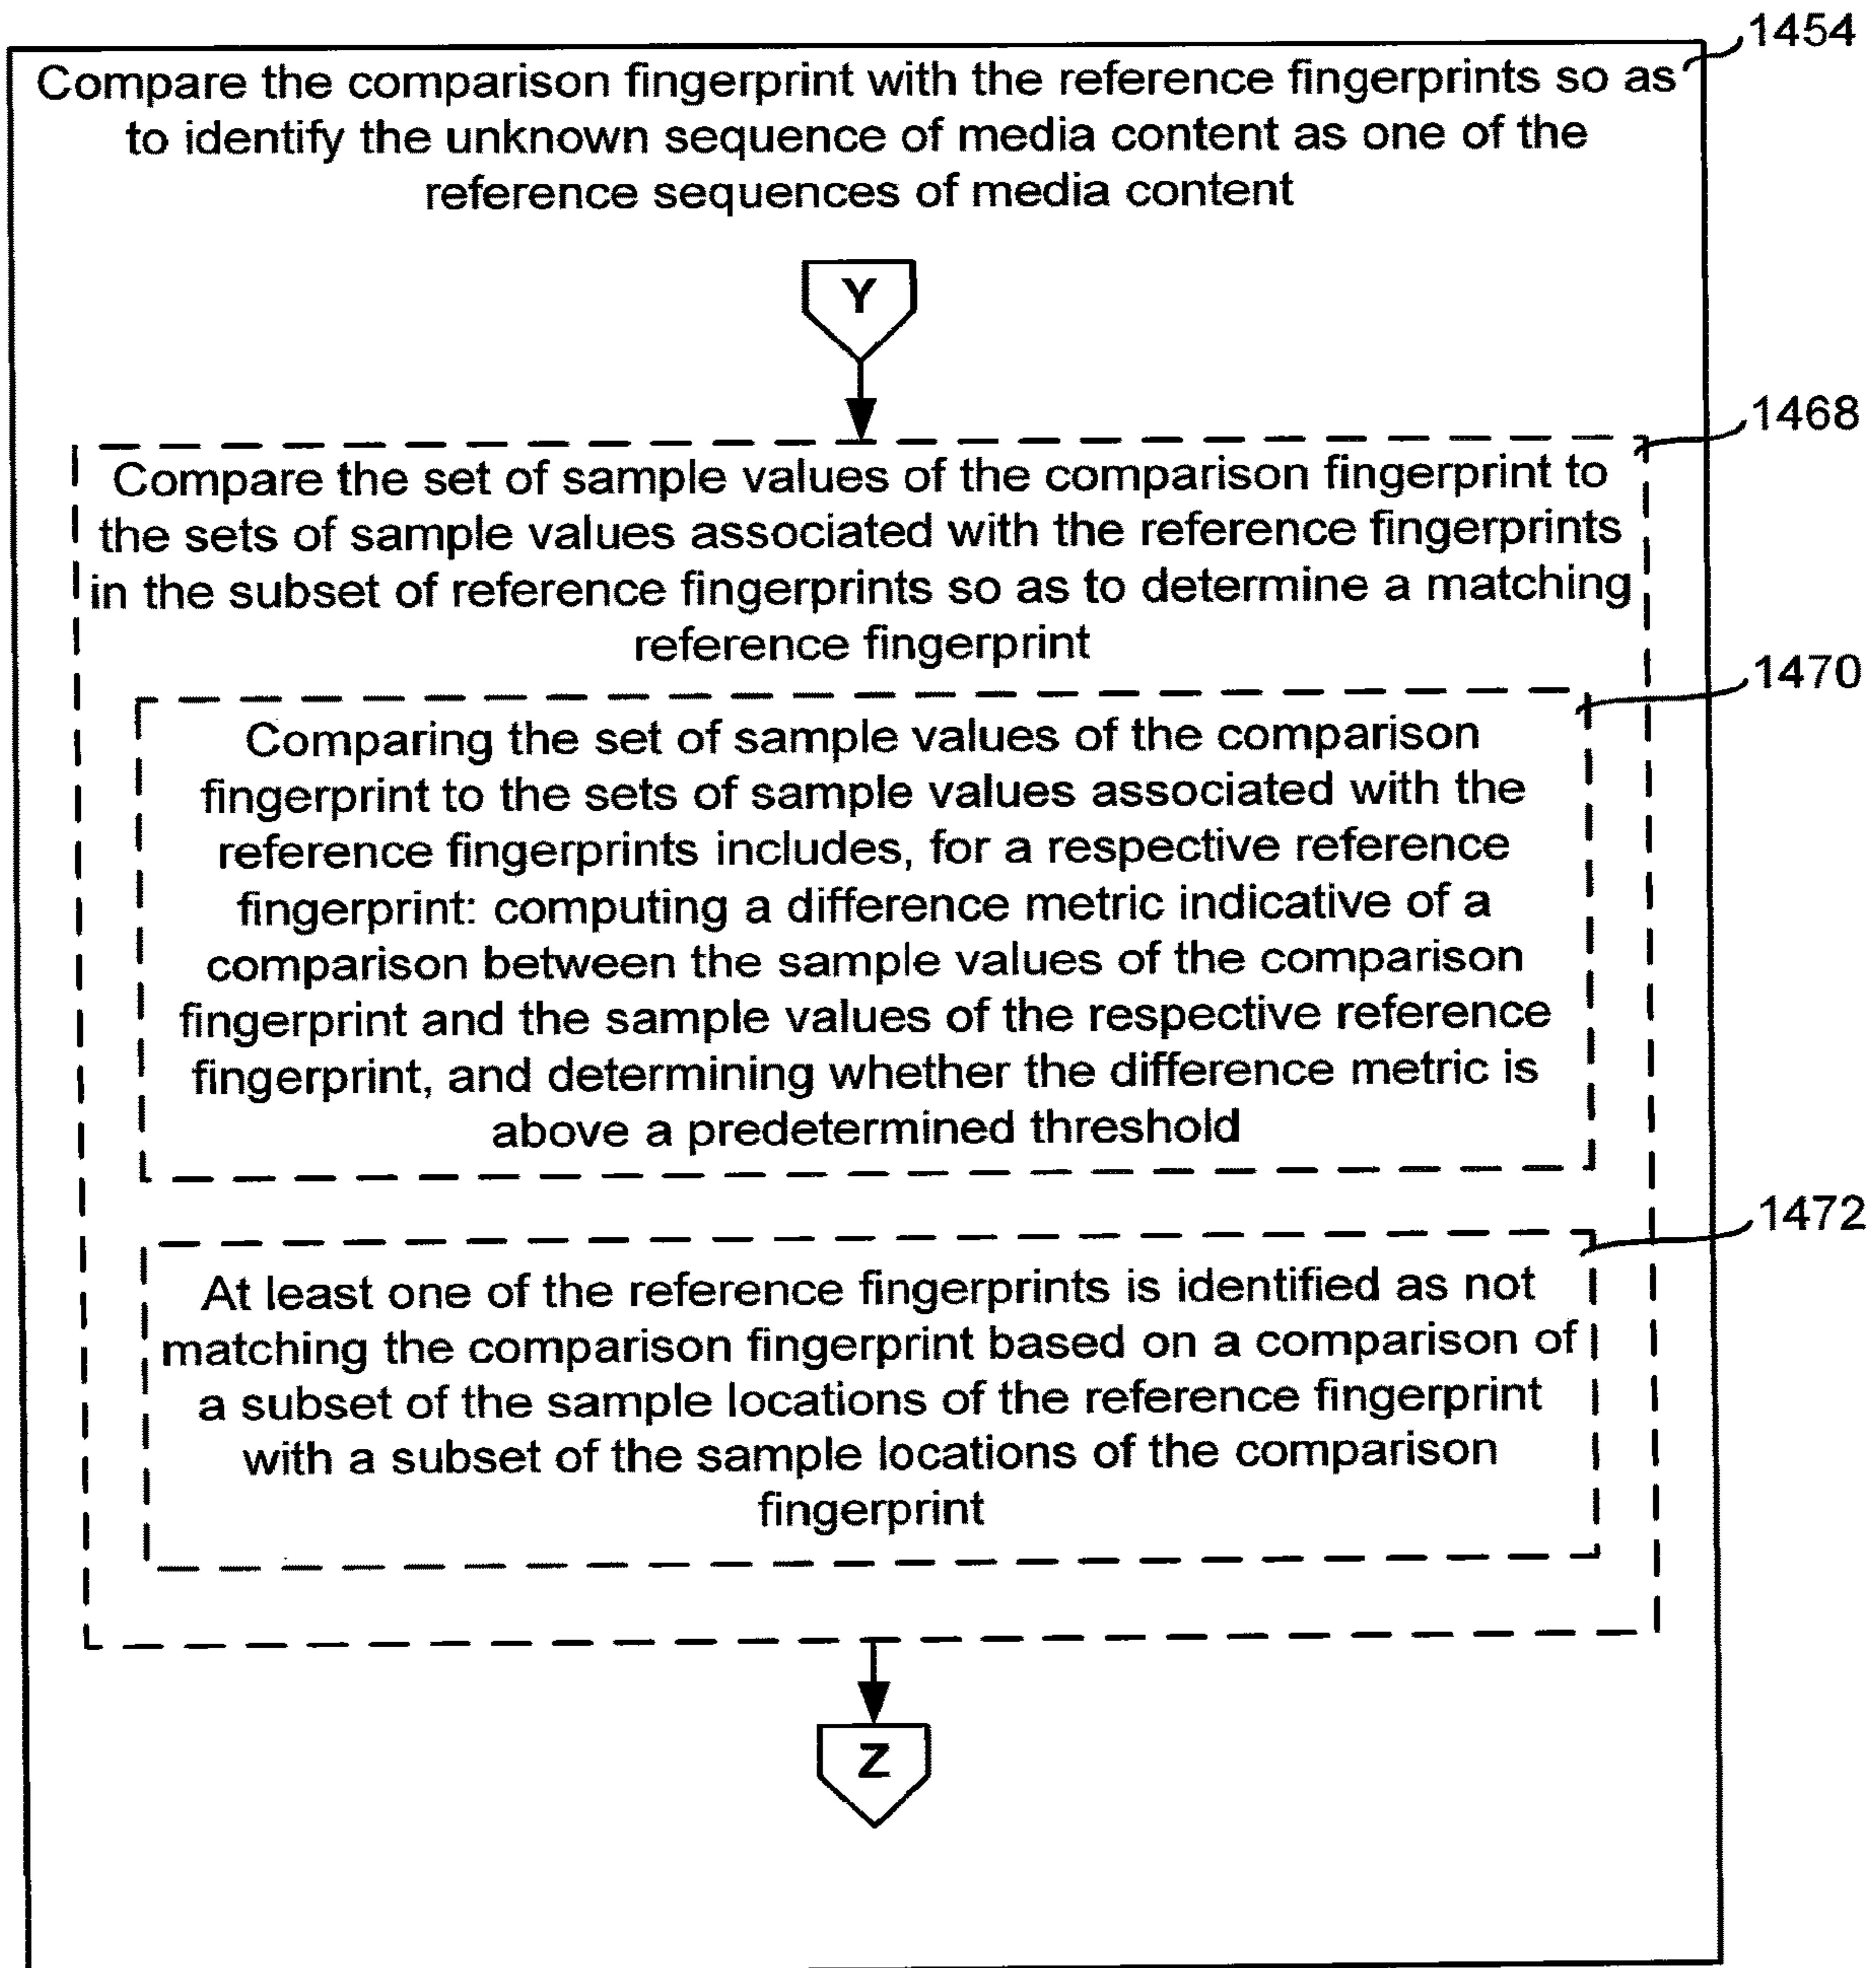 1454
Compare the comparison fingerprint with the reference fingerprints so as
to identify the unknown sequence of media content as one of the
reference sequences of media content
Y
1468
Compare the set of sample values of the comparison fingerprint to
the sets of sample values associated with the reference fingerprints
in the subset of reference fingerprints so as to determine a matching
reference fingerprint
1470
Comparing the set of sample values of the comparison
fingerprint to the sets of sample values associated with the
reference fingerprints includes, for a respective reference
fingerprint: computing a difference metric indicative of a
comparison between the sample values of the comparison
fingerprint and the sample values of the respective reference
fingerprint, and determining whether the difference metric is
above a predetermined threshold
1472
At least one of the reference fingerprints is identified as not
matching the comparison fingerprint based on a comparison of
a subset of the sample locations of the reference fingerprint
with a subset of the sample locations of the comparison
fingerprint
Z